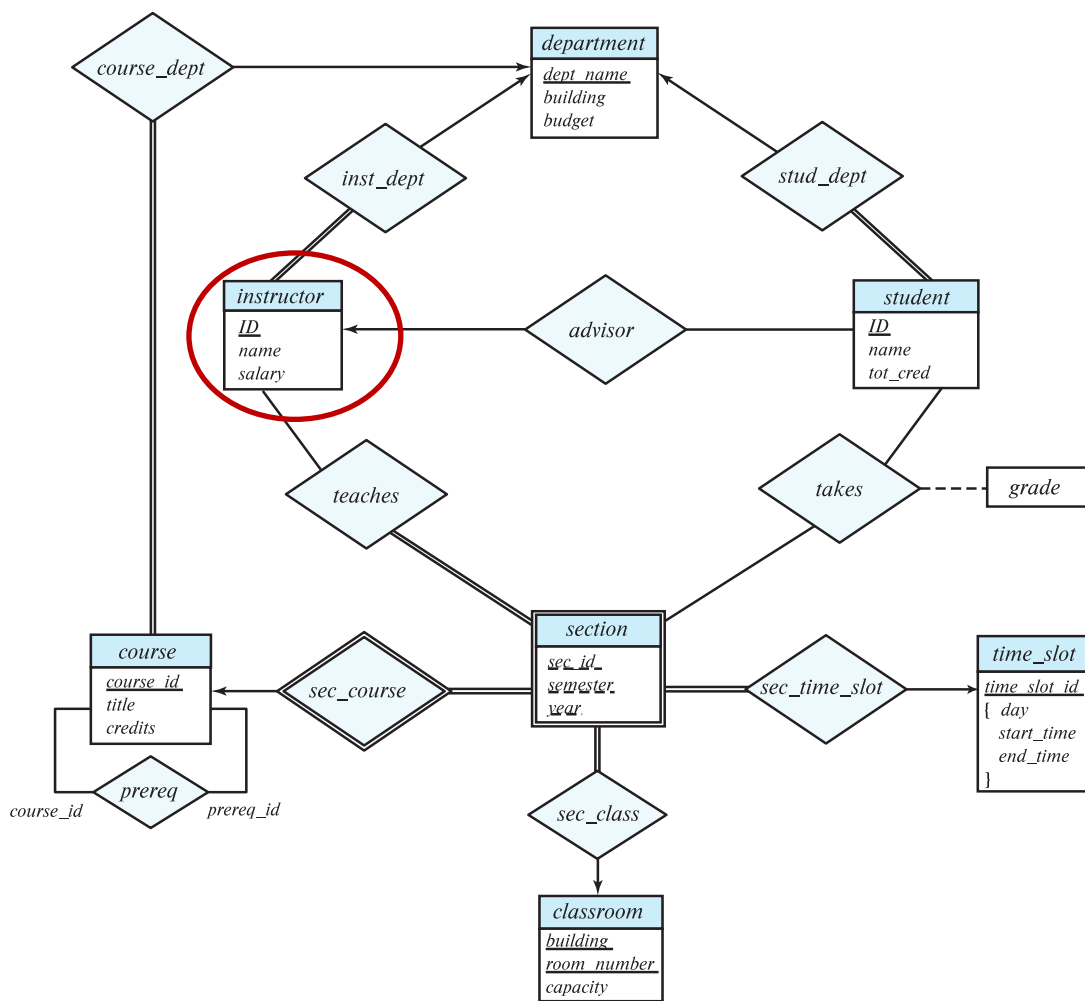 department
course_dept
dept_name
building
budget
inst_dept
stud_dept
instructor
ID
name
salary
advisor
student
ID
name
tot_cred
teaches
takes
grade
section
sec_id
semester
year
course
course_id
title
credits
sec_course
sec_time_slot
time_slot
time_slot_id
{ day
start_time
end_time
}
prereq
course_id
prereq_id
sec_class
classroom
building
room_number
capacity